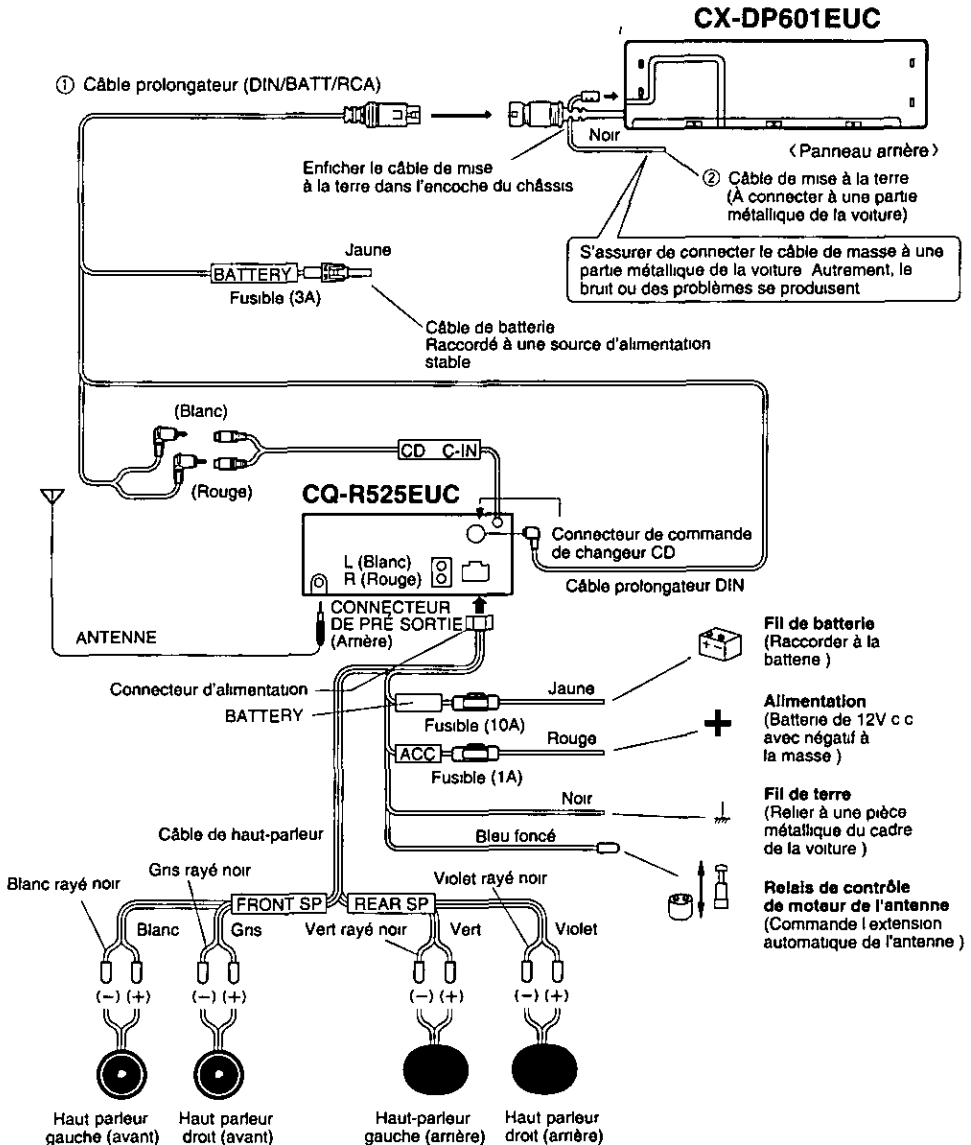 CX-DP601EUC
① Câble prolongateur (DIN/BATT/RCA)
Noir
<Panneau arrière>
Enficher le câble de mise
à la terre dans l'encoche du châssis
② Câble de mise à la terre
(À connecter à une partie
métallique de la voiture)
S'assurer de connecter le câble de masse à une
partie métallique de la voiture Autrement, le
bruit ou des problèmes se produisent
Jaune
BATTERY
Fusible (3A)
Câble de batterie
Raccordé à une source d'alimentation
stable
(Blanc)
CD C-IN
(Rouge)
CQ-R525EUC
Connecteur de commande
de changeur CD
L (Blanc)
R (Rouge)
Câble prolongateur DIN
CONNECTEUR
DE PRÉ SORTIE
(Arrière)
ANTENNE
Connecteur d'alimentation
BATTERY
Jaune
Fusible (10A)
Fil de batterie
(Raccorder à la
batterie )
ACC
Rouge
Fusible (1A)
Alimentation
(Batterie de 12V c c
avec négatif à
la masse )
Noir
Fil de terre
(Relier à une pièce
métallique du cadre
de la voiture )
Bleu foncé
Relais de contrôle
de moteur de l'antenne
(Commande l extension
automatique de l'antenne )
Câble de haut-parleur
Blanc rayé noir
Gris rayé noir
Violet rayé noir
FRONT SP
REAR SP
Blanc
Gris
Vert rayé noir
Vert
Violet
(−) (+)
(−) (+)
(−) (+)
(−) (+)
Haut parleur
gauche (avant)
Haut parleur
droit (avant)
Haut-parleur
gauche (arrière)
Haut parleur
droit (arrière)